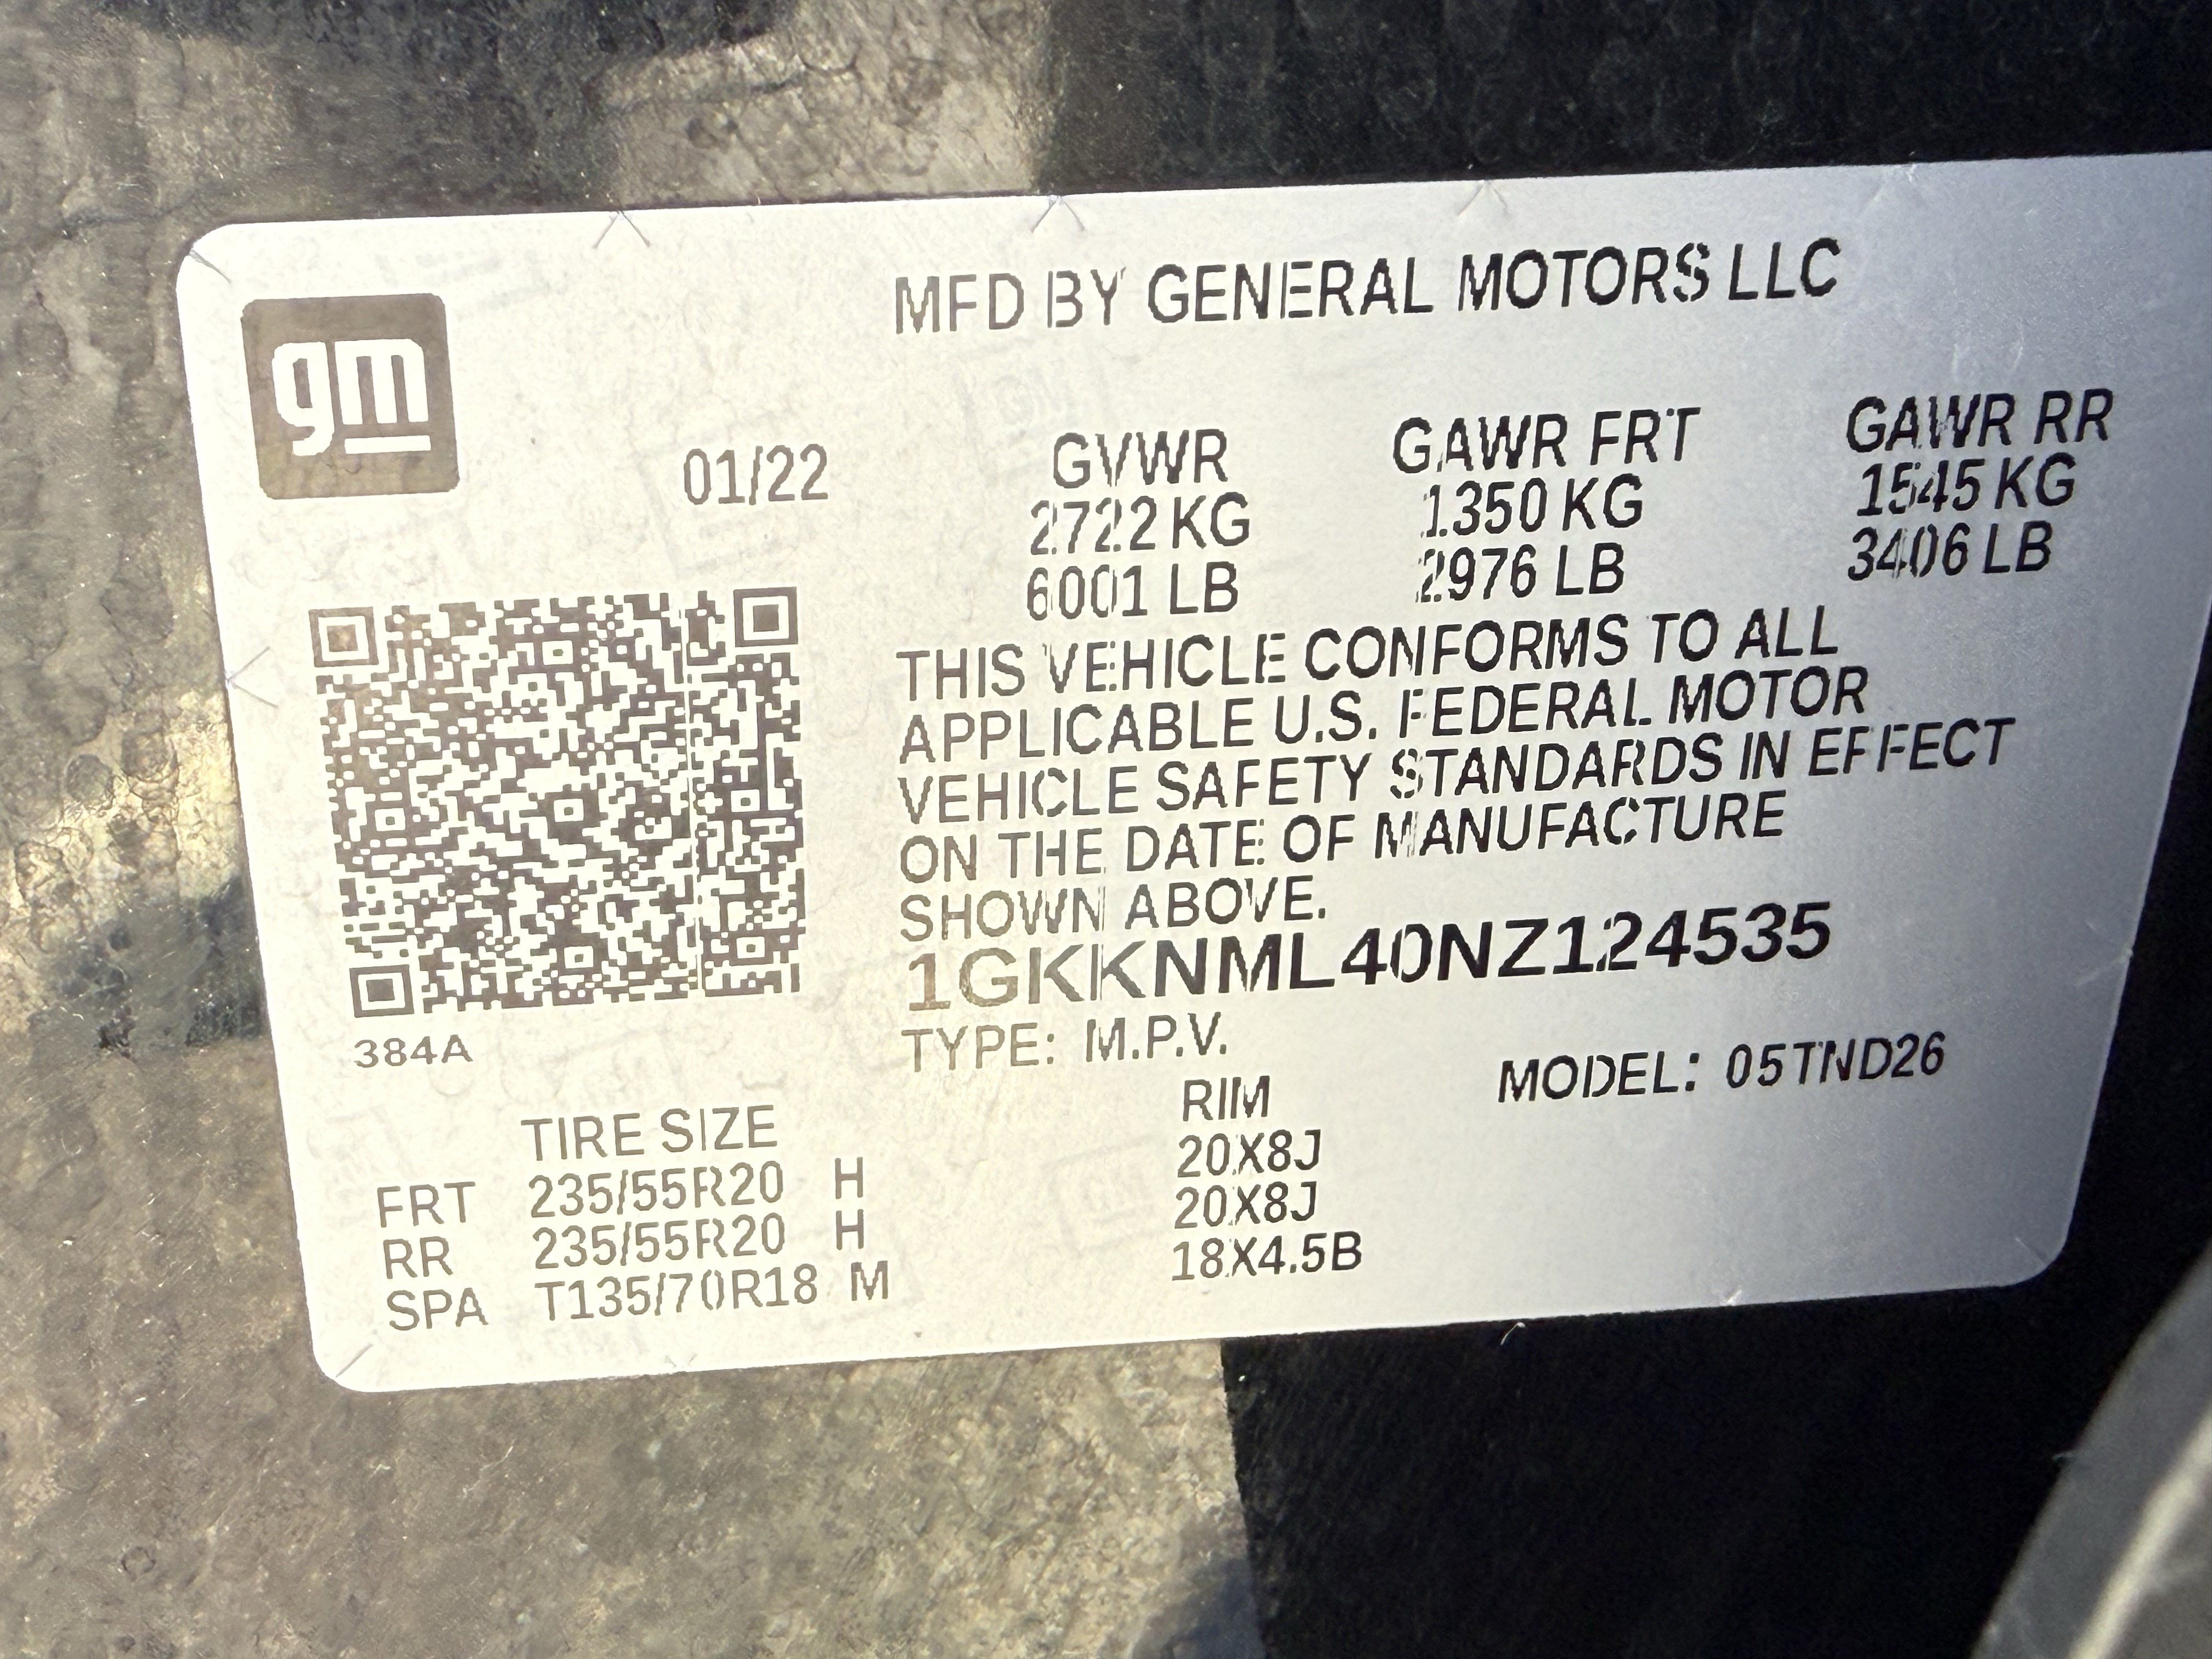 gm
MFD BY GENERAL MOTORS LLC
01/22
GVWR GAWR FRT GAWR RR
2722 KG 1350 KG 1545 KG
6001 LB 2976 LB 3406 LB
THIS VEHICLE CONFORMS TO ALL
APPLICABLE U.S. FEDERAL MOTOR
VEHICLE SAFETY STANDARDS IN EFFECT
ON THE DATE OF MANUFACTURE
SHOWN ABOVE.
1GKKNML40NZ124535
384A
TYPE: M.P.V. MODEL: 05TND26
TIRE SIZE RIM
FRT 235/55R20 H 20X8J
RR 235/55R20 H 20X8J
SPA T135/70R18 M 18X4.5B